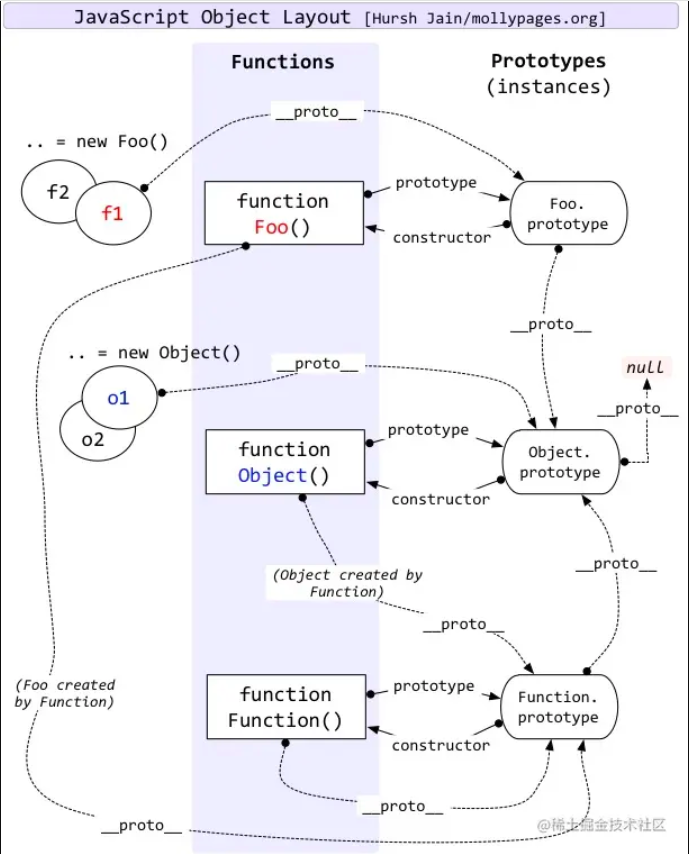 JavaScript Object Layout [Hursh Jain/mollypages.org]
Functions
Prototypes
(instances)
__proto__
.. = new Foo()
f2
f1
function
Foo()
prototype
constructor
Foo.
prototype
__proto__
.. = new Object()
__proto__
null
__proto__
o1
o2
function
Object()
prototype
constructor
Object.
prototype
(Object created by
Function)
__proto__
__proto__
(Foo created
by Function)
function
Function()
prototype
constructor
Function.
prototype
__proto__
__proto__
@稀土掘金技术社区